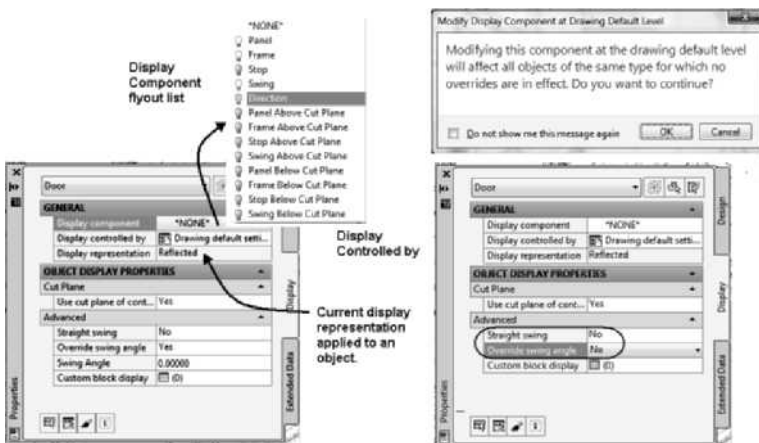 *NONE*
Panel
Frame
Stop
Swing
Direction
Panel Above Cut Plane
Frame Above Cut Plane
Stop Above Cut Plane
Swing Above Cut Plane
Panel Below Cut Plane
Frame Below Cut Plane
Stop Below Cut Plane
Swing Below Cut Plane
Display
Component
flyout list
Modify Display Component at Drawing Default Level
Modifying this component at the drawing default level
will affect all objects of the same type for which no
overrides are in effect. Do you want to continue?
Do not show me this message again
OK
Cancel
Door
GENERAL
Display component *NONE*
Display controlled by Drawing default setti...
Display representation Reflected
OBJECT DISPLAY PROPERTIES
Cut Plane
Use cut plane of cont... Yes
Advanced
Straight swing No
Override swing angle Yes
Swing Angle 0.00000
Custom block display (0)
Properties
Display
Extended Data
Display
Controlled by
Current display
representation
applied to an
object.
Door
GENERAL
Display component *NONE*
Display controlled by Drawing default setti...
Display representation Reflected
OBJECT DISPLAY PROPERTIES
Cut Plane
Use cut plane of cont... Yes
Advanced
Straight swing No
Override swing angle No
Custom block display (0)
Properties
Design
Display
Extended Data